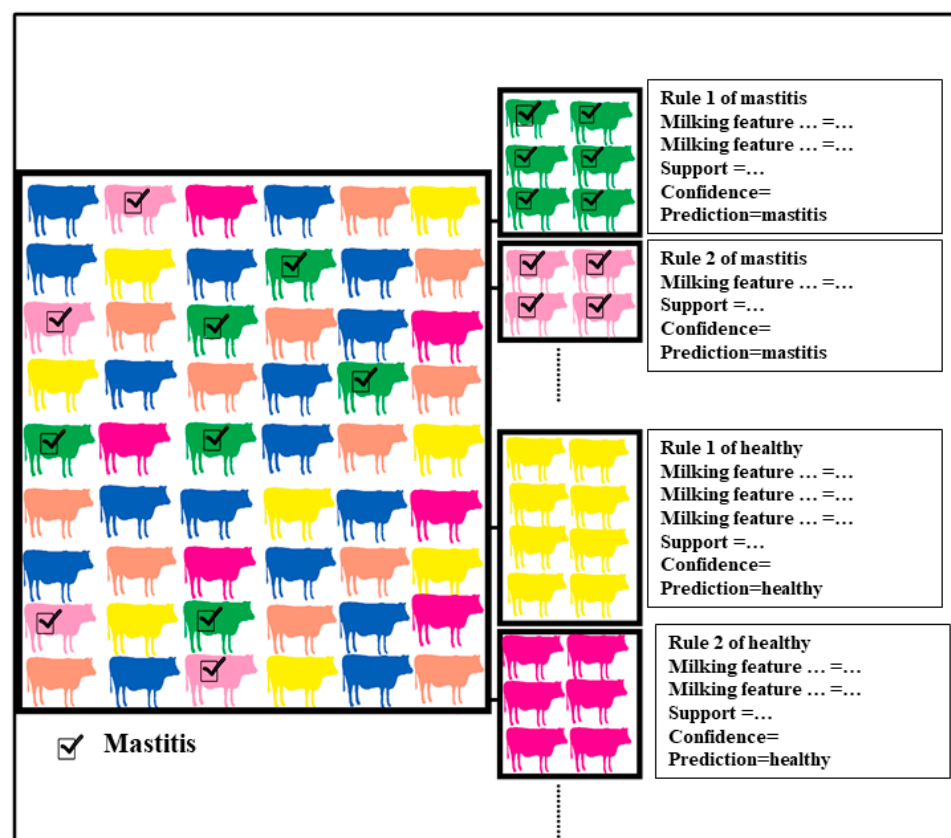 Rule 1 of mastitis
Milking feature … =…
Milking feature … =…
Support =…
Confidence=
Prediction=mastitis
Rule 2 of mastitis
Milking feature … =…
Support =…
Confidence=
Prediction=mastitis
Rule 1 of healthy
Milking feature … =…
Milking feature … =…
Milking feature … =…
Support =…
Confidence=
Prediction=healthy
Rule 2 of healthy
Milking feature … =…
Milking feature … =…
Support =…
Confidence=
Prediction=healthy
Mastitis